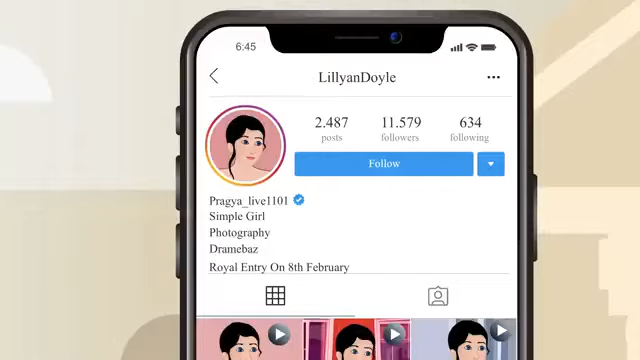 6:45
LillyanDoyle
2.487 11.579 634
posts followers following
Follow
Pragya_live1101
Simple Girl
Photography
Dramebaz
Royal Entry On 8th February